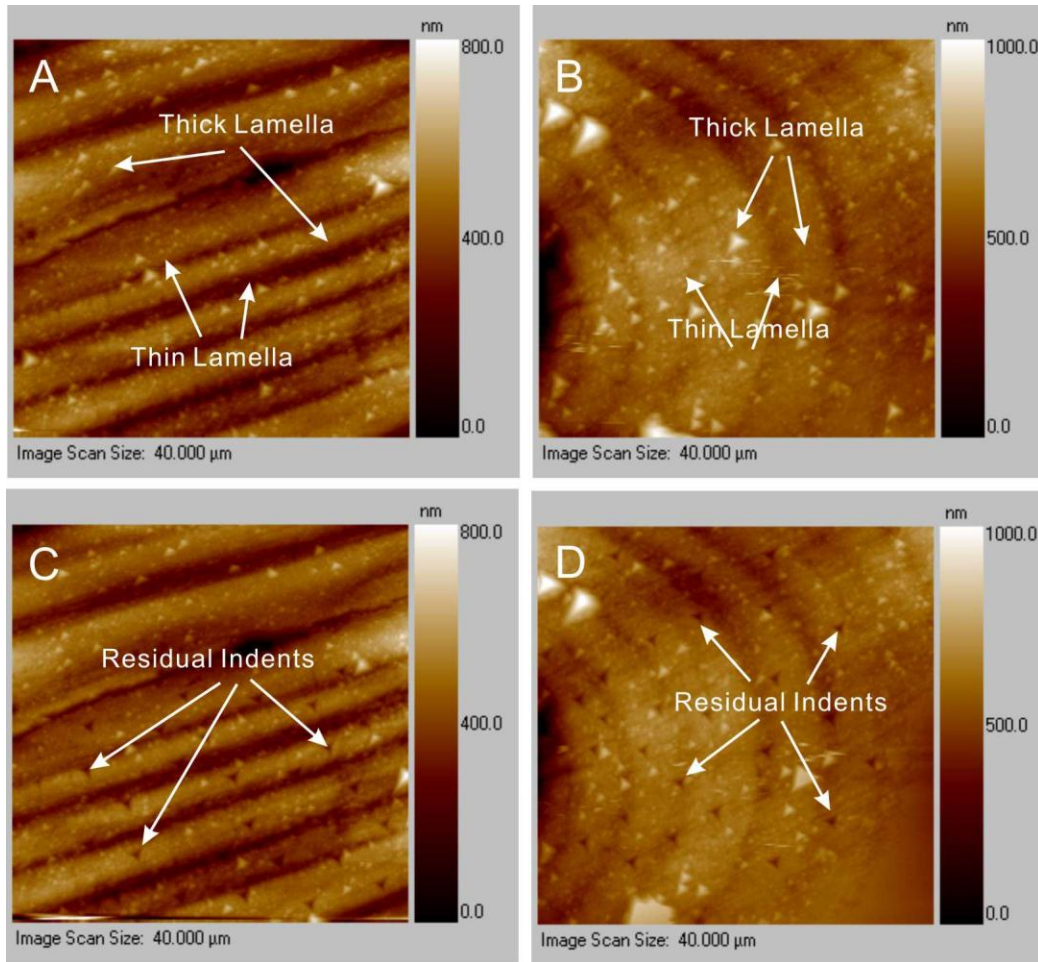 A
Thick Lamella
Thin Lamella
nm
800.0
400.0
0.0
Image Scan Size: 40.000 µm
B
Thick Lamella
Thin Lamella
nm
1000.0
500.0
0.0
Image Scan Size: 40.000 µm
C
Residual Indents
nm
800.0
400.0
0.0
Image Scan Size: 40.000 µm
D
Residual Indents
nm
1000.0
500.0
0.0
Image Scan Size: 40.000 µm